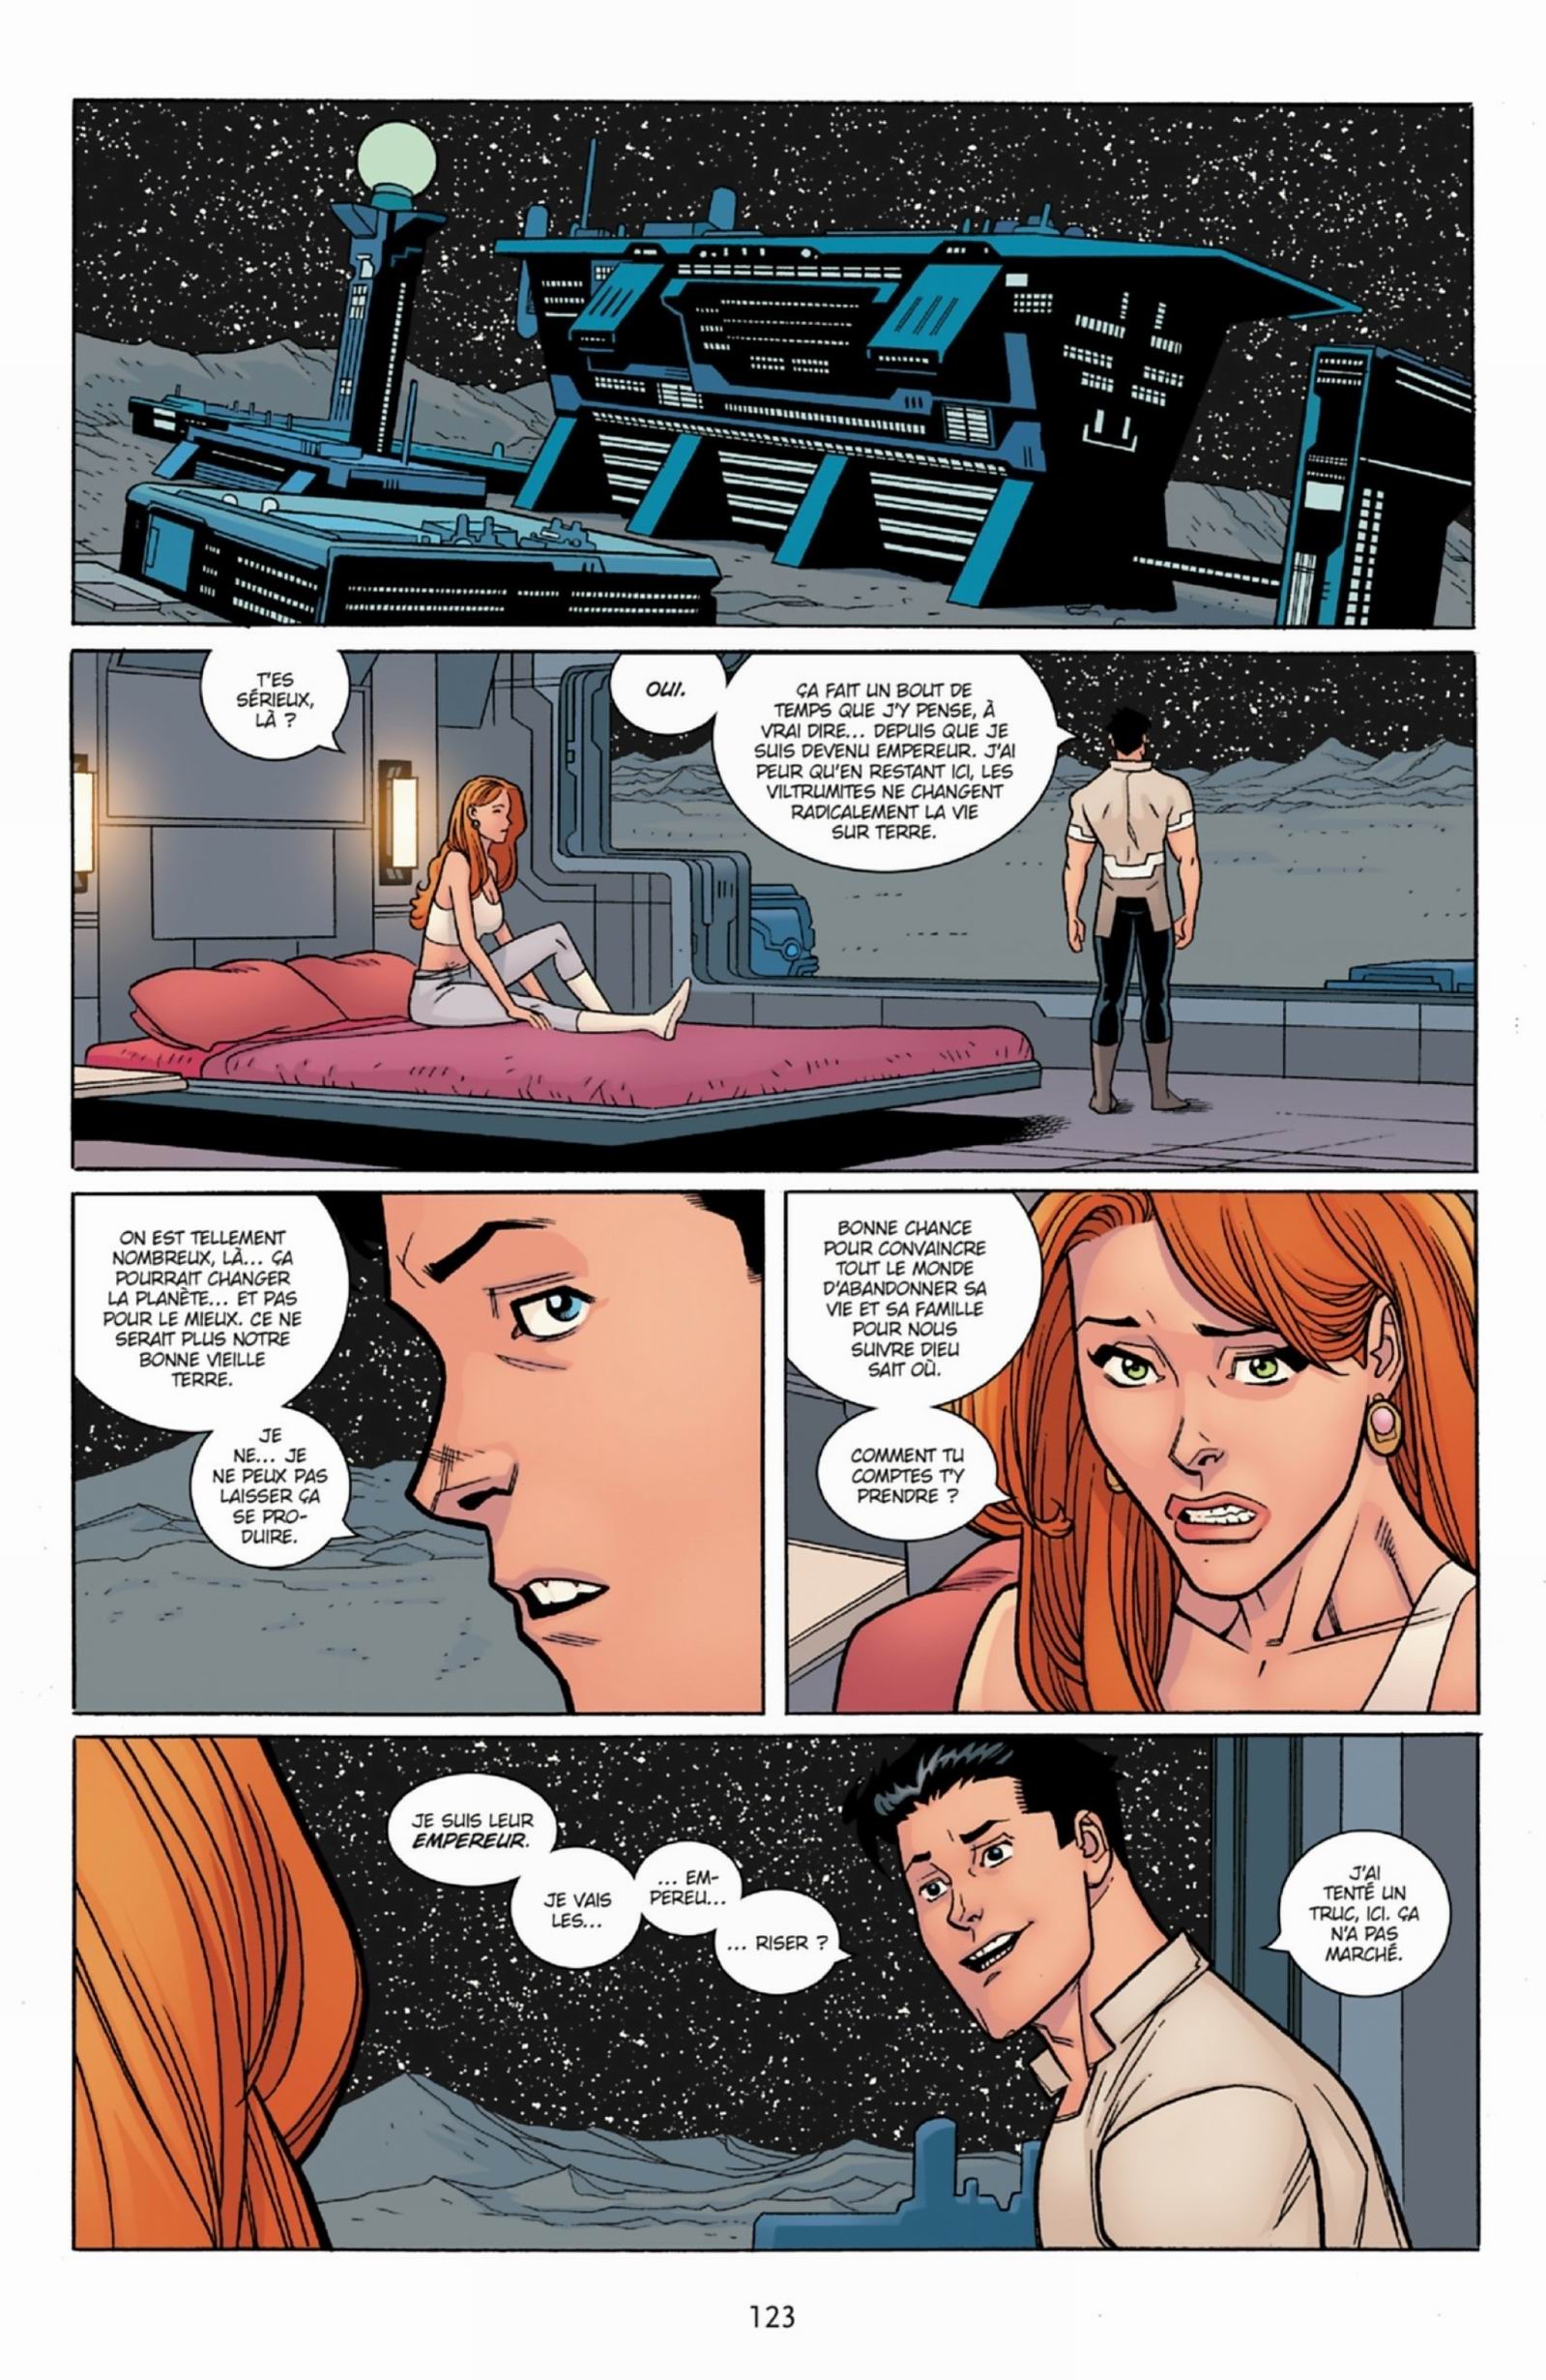 T'ES
SÉRIEUX,
LÀ ?
OUI.
ÇA FAIT UN BOUT DE
TEMPS QUE J'Y PENSE, À
VRAI DIRE... DEPUIS QUE JE
SUIS DEVENU EMPEREUR. J'AI
PEUR QU'EN RESTANT ICI, LES
VILTRUMITES NE CHANGENT
RADICALEMENT LA VIE
SUR TERRE.
ON EST TELLEMENT
NOMBREUX, LÀ... ÇA
POURRAIT CHANGER
LA PLANÈTE... ET PAS
POUR LE MIEUX. CE NE
SERAIT PLUS NOTRE
BONNE VIEILLE
TERRE.
JE
NE... JE
NE PEUX PAS
LAISSER ÇA
SE PRO-
DUIRE.
BONNE CHANCE
POUR CONVAINCRE
TOUT LE MONDE
D'ABANDONNER SA
VIE ET SA FAMILLE
POUR NOUS
SUIVRE DIEU
SAIT OÙ.
COMMENT TU
COMPTES T'Y
PRENDRE ?
JE SUIS LEUR
EMPEREUR.
JE VAIS
LES...
... EM-
PEREU...
... RISER ?
J'AI
TENTÉ UN
TRUC, ICI. ÇA
N'A PAS
MARCHÉ.
123